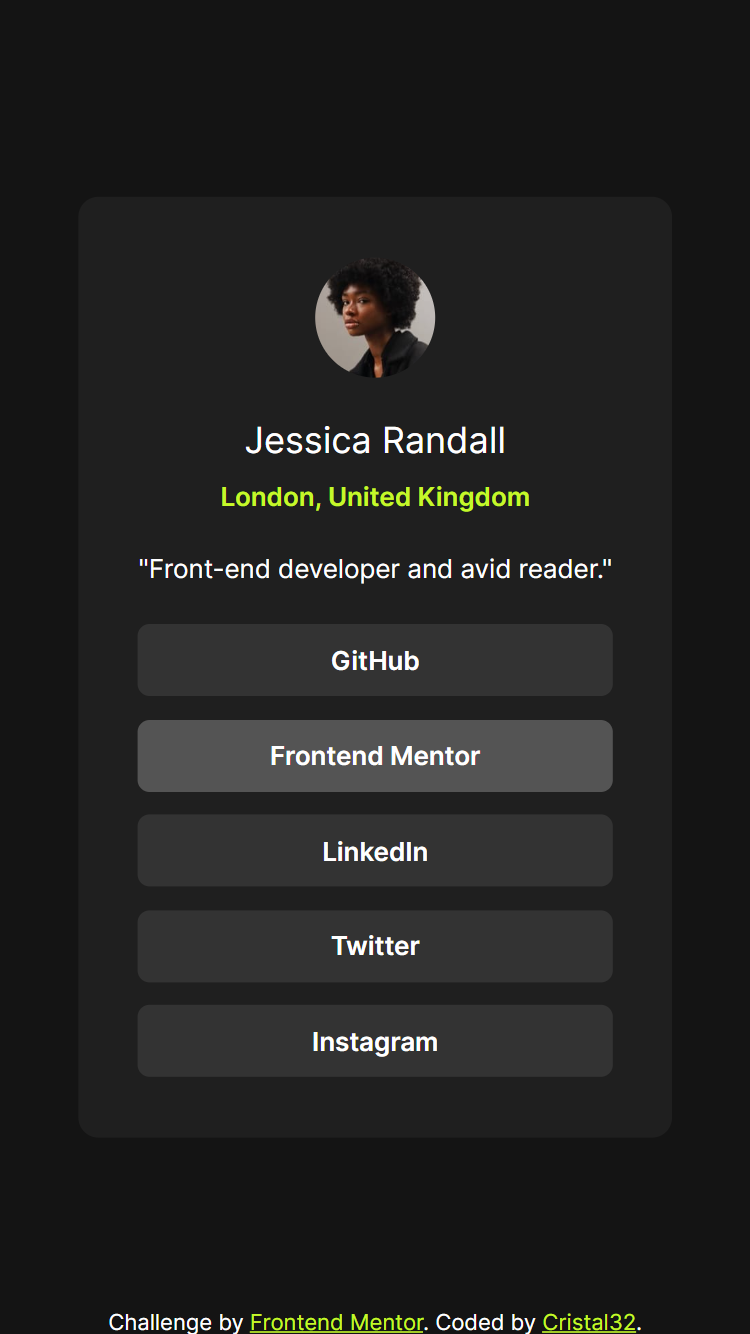 Jessica Randall
London, United Kingdom
"Front-end developer and avid reader."
GitHub
Frontend Mentor
LinkedIn
Twitter
Instagram
Challenge by Frontend Mentor. Coded by Cristal32.